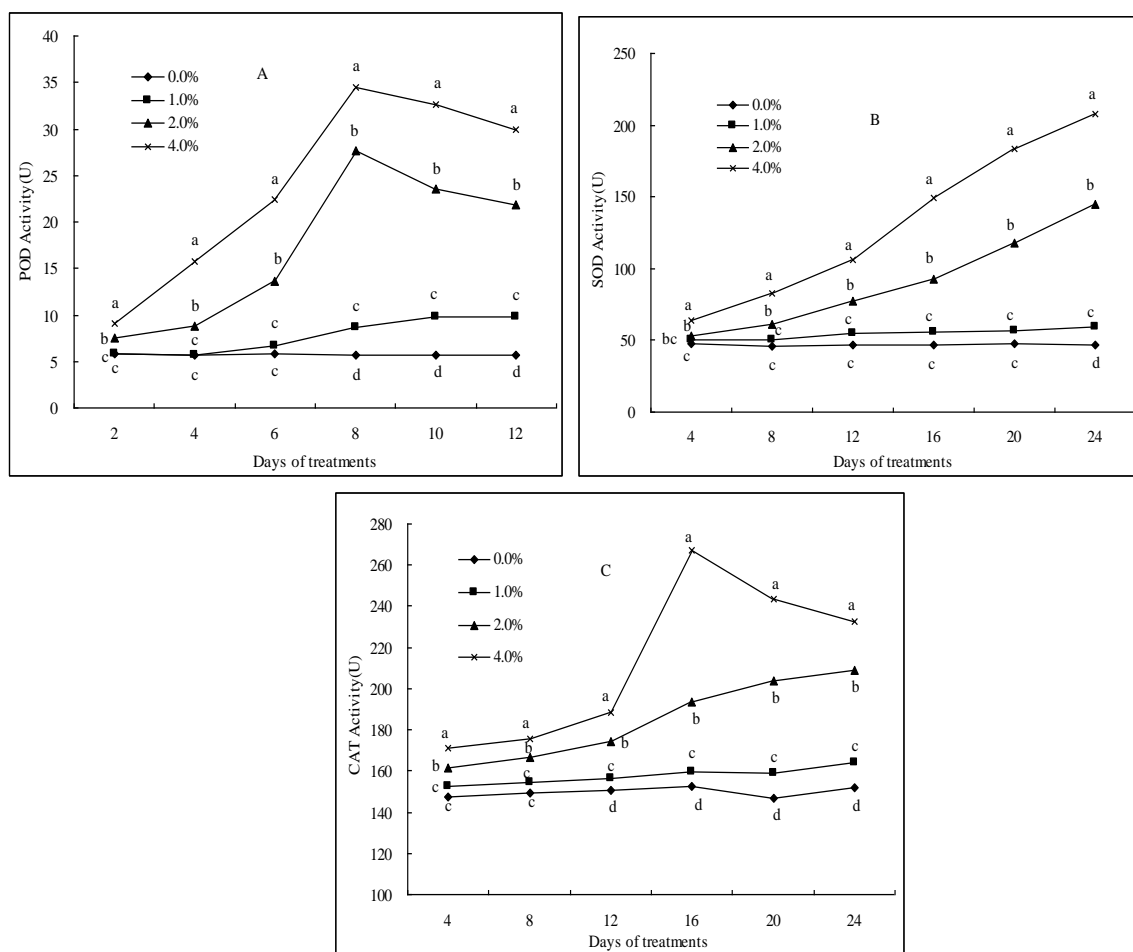 40
35
30
25
20
15
10
5
0
POD Activity(U)
A
0.0%
1.0%
2.0%
4.0%
a a a a a a
b b b b b b
c c c c c c
c c c d d d
2 4 6 8 10 12
Days of treatments
250
200
150
100
50
0
SOD Activity(U)
B
0.0%
1.0%
2.0%
4.0%
a a a a a a
b b b b b b
bc c c c c c
c c c c c d
4 8 12 16 20 24
Days of treatments
280
260
240
220
200
180
160
140
120
100
CAT Activity(U)
C
0.0%
1.0%
2.0%
4.0%
a a a a a a
b b b b b b
c c c c c c
c c d d d d
4 8 12 16 20 24
Days of treatments